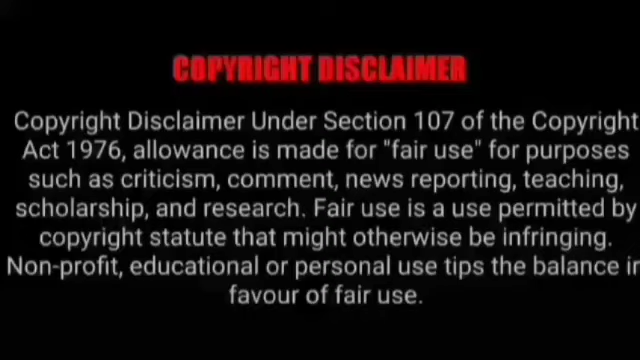 COPYRIGHT DISCLAIMER
Copyright Disclaimer Under Section 107 of the Copyright
Act 1976, allowance is made for "fair use" for purposes
such as criticism, comment, news reporting, teaching,
scholarship, and research. Fair use is a use permitted by
copyright statute that might otherwise be infringing.
Non-profit, educational or personal use tips the balance in
favour of fair use.